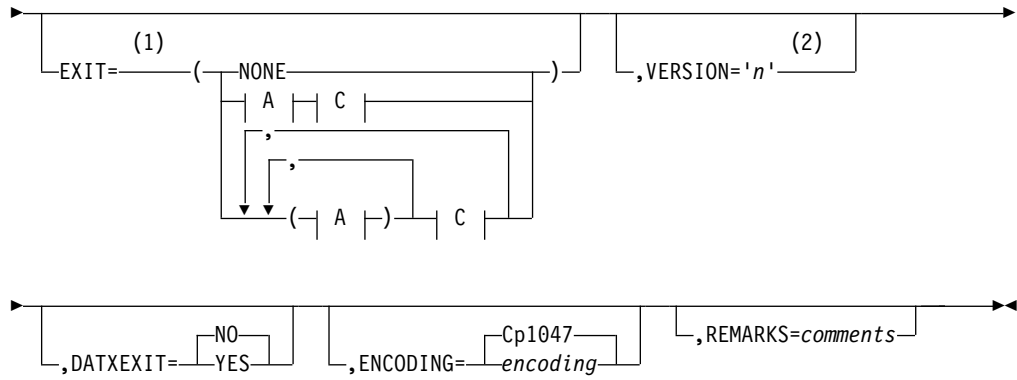 (1) (2)
EXIT= ( NONE ) ,VERSION='n'
A C
,
,
( A ) C
NO Cp1047 ,REMARKS=comments
,DATXEXIT= YES ,ENCODING= encoding